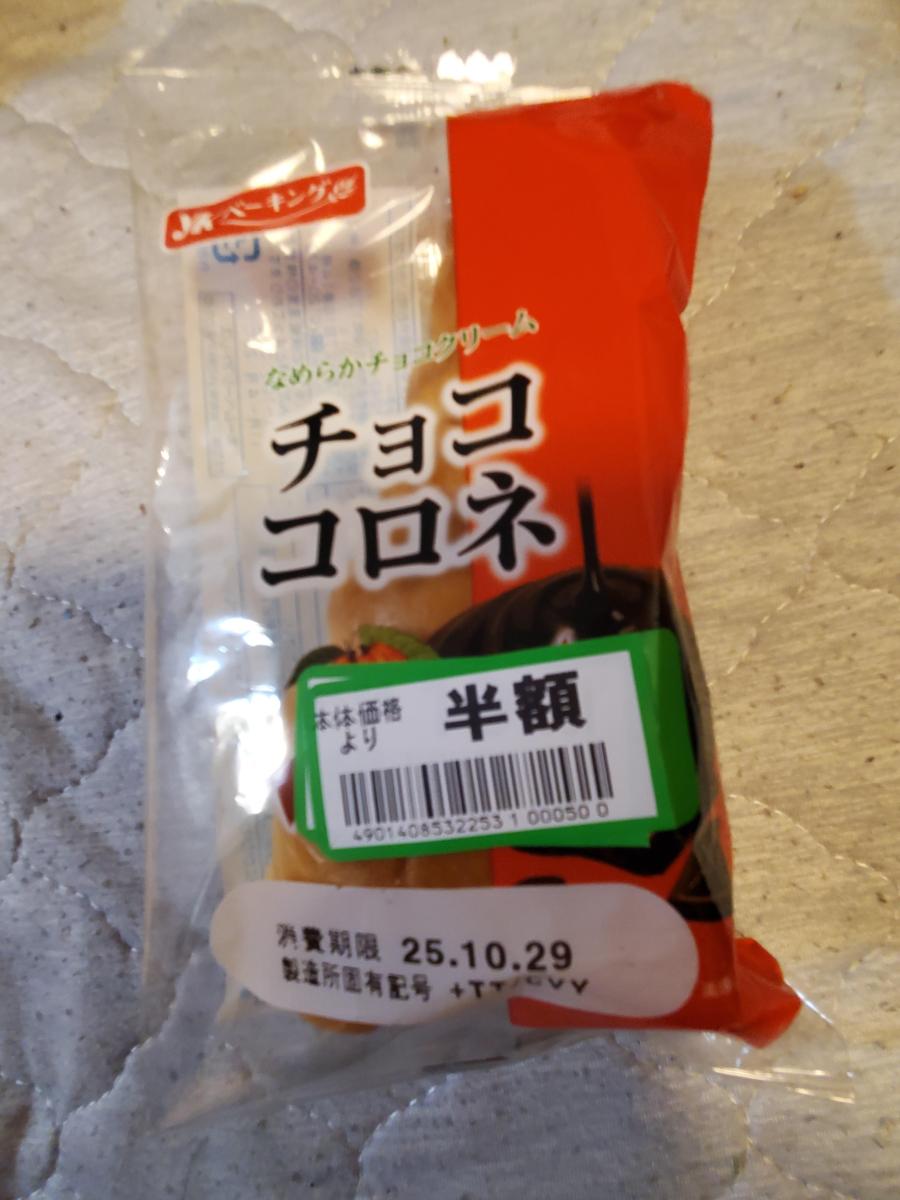 JKベーキング
なめらかチョコクリーム
チョコ
コロネ
本体価格
より
半額
4901408532253 1 00050 0
消費期限 25.10.29
製造所固有記号